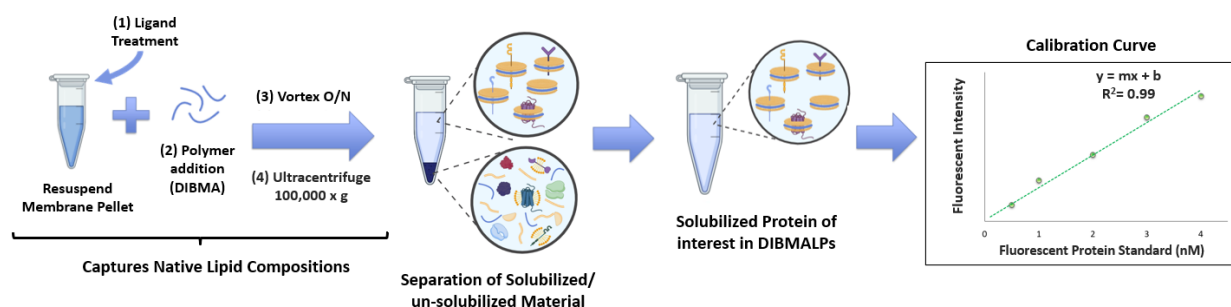 (1) Ligand
Treatment
Resuspend
Membrane Pellet
(2) Polymer
addition
(DIBMA)
(3) Vortex O/N
(4) Ultracentrifuge
100,000 x g
Captures Native Lipid Compositions
Separation of Solubilized/
un-solubilized Material
Solubilized Protein of
interest in DIBMALPs
Calibration Curve
y = mx + b
R²= 0.99
Fluorescent Intensity
0 1 2 3 4
Fluorescent Protein Standard (nM)